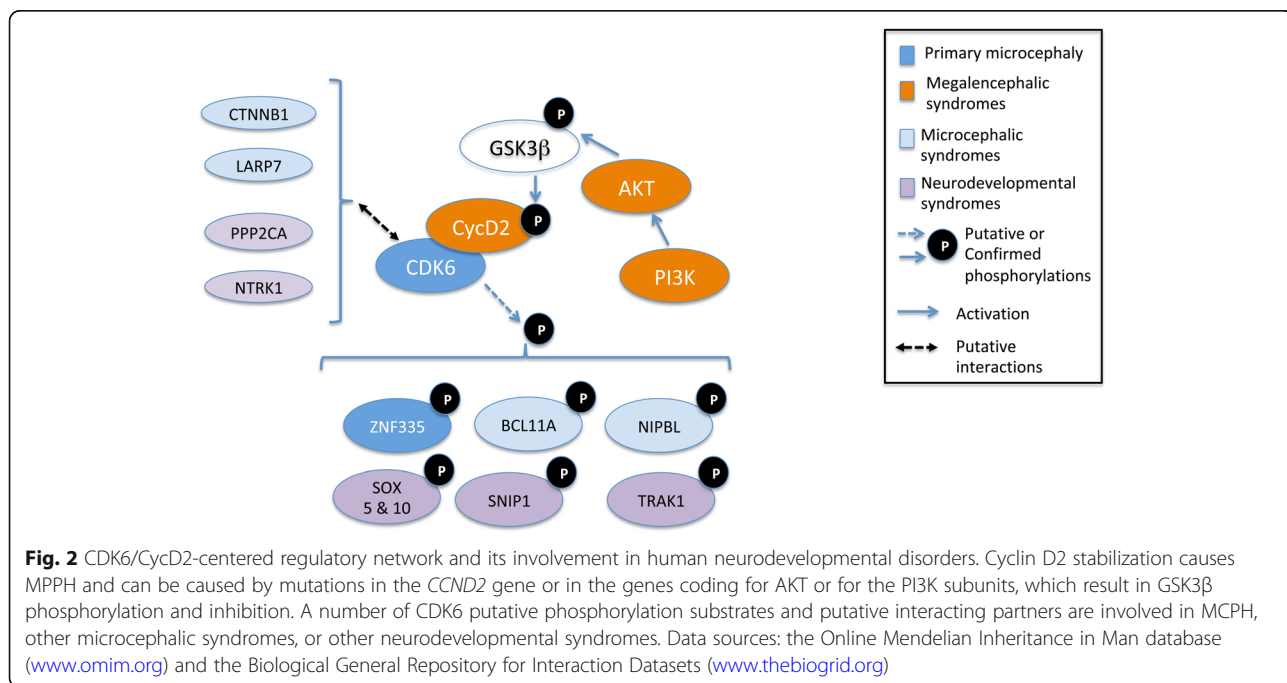 CTNNB1
LARP7
PPP2CA
NTRK1
P
GSK3β
AKT
CycD2
P
CDK6
PI3K
P
P
ZNF335
P
BCL11A
P
NIPBL
P
SOX
5 & 10
P
SNIP1
P
TRAK1
Primary microcephaly
Megalencephalic
syndromes
Microcephalic
syndromes
Neurodevelopmental
syndromes
P
Putative or
Confirmed
phosphorylations
Activation
Putative
interactions
Fig. 2 CDK6/CycD2-centered regulatory network and its involvement in human neurodevelopmental disorders. Cyclin D2 stabilization causes
MPPH and can be caused by mutations in the CCND2 gene or in the genes coding for AKT or for the PI3K subunits, which result in GSK3β
phosphorylation and inhibition. A number of CDK6 putative phosphorylation substrates and putative interacting partners are involved in MCPH,
other microcephalic syndromes, or other neurodevelopmental syndromes. Data sources: the Online Mendelian Inheritance in Man database
(www.omim.org) and the Biological General Repository for Interaction Datasets (www.thebiogrid.org)